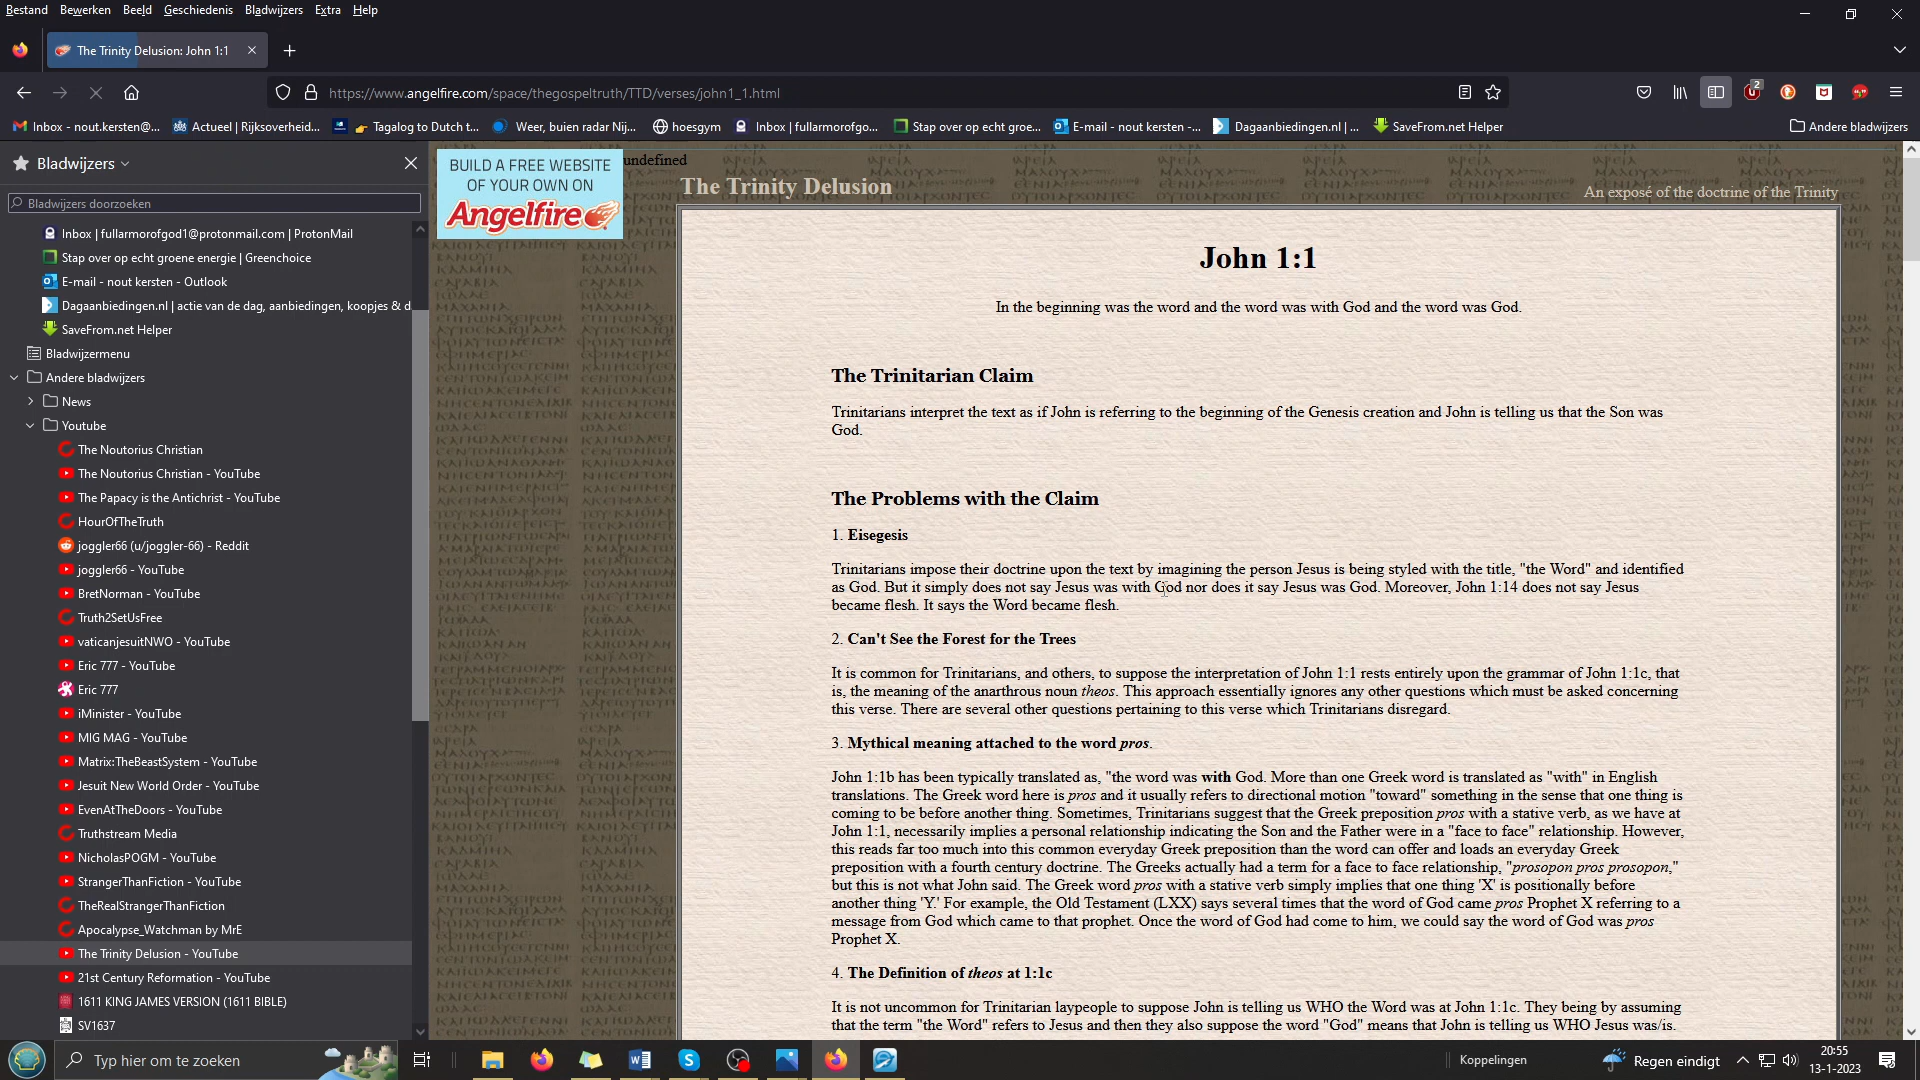 Bestand Bewerken Beeld Geschiedenis Bladwijzers Extra Help
The Trinity Delusion: John 1:1
https://www.angelfire.com/space/thegospeltruth/TTD/verses/john1_1.html
2
Inbox - nout.kersten@... Actueel | Rijksoverheid... Tagalog to Dutch t... Weer, buien radar Nij... hoesgym Inbox | fullarmorofgo... Stap over op echt groe... E-mail - nout kersten -... Dagaanbiedingen.nl | ... SaveFrom.net Helper Andere bladwijzers
Bladwijzers
Bladwijzers doorzoeken
Inbox | fullarmorofgod1@protonmail.com | ProtonMail
Stap over op echt groene energie | Greenchoice
E-mail - nout kersten - Outlook
Dagaanbiedingen.nl | actie van de dag, aanbiedingen, koopjes & d
SaveFrom.net Helper
Bladwijzermenu
Andere bladwijzers
News
Youtube
The Noutorius Christian
The Noutorius Christian - YouTube
The Papacy is the Antichrist - YouTube
HourOfTheTruth
joggler66 (u/joggler-66) - Reddit
joggler66 - YouTube
BretNorman - YouTube
Truth2SetUsFree
vaticanjesuitNWO - YouTube
Eric 777 - YouTube
Eric 777
iMinister - YouTube
MIG MAG - YouTube
Matrix:TheBeastSystem - YouTube
Jesuit New World Order - YouTube
EvenAtTheDoors - YouTube
Truthstream Media
NicholasPOGM - YouTube
StrangerThanFiction - YouTube
TheRealStrangerThanFiction
Apocalypse_Watchman by MrE
The Trinity Delusion - YouTube
21st Century Reformation - YouTube
1611 KING JAMES VERSION (1611 BIBLE)
SV1637
BUILD A FREE WEBSITE
OF YOUR OWN ON
Angelfire
undefined
The Trinity Delusion
An exposé of the doctrine of the Trinity
John 1:1
In the beginning was the word and the word was with God and the word was God.
The Trinitarian Claim
Trinitarians interpret the text as if John is referring to the beginning of the Genesis creation and John is telling us that the Son was
God.
The Problems with the Claim
1. Eisegesis
Trinitarians impose their doctrine upon the text by imagining the person Jesus is being styled with the title, "the Word" and identified
as God. But it simply does not say Jesus was with God nor does it say Jesus was God. Moreover, John 1:14 does not say Jesus
became flesh. It says the Word became flesh.
2. Can't See the Forest for the Trees
It is common for Trinitarians, and others, to suppose the interpretation of John 1:1 rests entirely upon the grammar of John 1:1c, that
is, the meaning of the anarthrous noun theos. This approach essentially ignores any other questions which must be asked concerning
this verse. There are several other questions pertaining to this verse which Trinitarians disregard.
3. Mythical meaning attached to the word pros.
John 1:1b has been typically translated as, "the word was with God. More than one Greek word is translated as "with" in English
translations. The Greek word here is pros and it usually refers to directional motion "toward" something in the sense that one thing is
coming to be before another thing. Sometimes, Trinitarians suggest that the Greek preposition pros with a stative verb, as we have at
John 1:1, necessarily implies a personal relationship indicating the Son and the Father were in a "face to face" relationship. However,
this reads far too much into this common everyday Greek preposition than the word can offer and loads an everyday Greek
preposition with a fourth century doctrine. The Greeks actually had a term for a face to face relationship, "prosopon pros prosopon,"
but this is not what John said. The Greek word pros with a stative verb simply implies that one thing 'X' is positionally before
another thing 'Y.' For example, the Old Testament (LXX) says several times that the word of God came pros Prophet X referring to a
message from God which came to that prophet. Once the word of God had come to him, we could say the word of God was pros
Prophet X.
4. The Definition of theos at 1:1c
It is not uncommon for Trinitarian laypeople to suppose John is telling us WHO the Word was at John 1:1c. They being by assuming
that the term "the Word" refers to Jesus and then they also suppose the word "God" means that John is telling us WHO Jesus was/is.
Typ hier om te zoeken
Koppelingen
Regen eindigt
20:55
13-1-2023